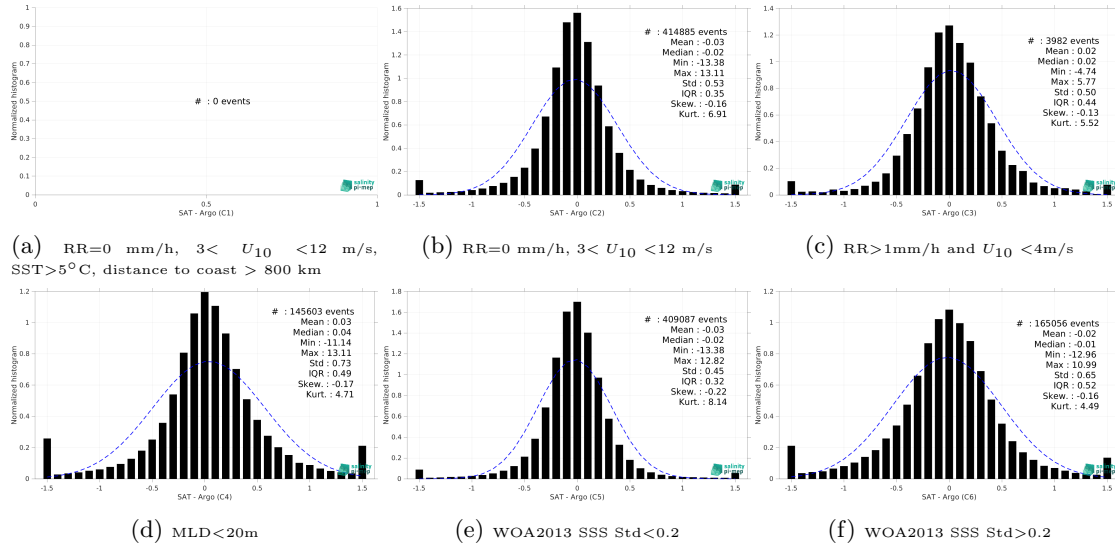 1
0.9
0.8
0.7
0.6
0.5
0.4
0.3
0.2
0.1
0
Normalized histogram
# : 0 events
0 0.5 1
SAT - Argo (C1)
salinity
pi-mep
(a) RR=0 mm/h, 3< U10 <12 m/s,
SST>5°C, distance to coast > 800 km
1.6
1.4
1.2
1
0.8
0.6
0.4
0.2
0
Normalized histogram
# : 414885 events
Mean : -0.03
Median : -0.02
Min : -13.38
Max : 13.11
Std : 0.53
IQR : 0.35
Skew. : -0.16
Kurt. : 6.91
-1.5 -1 -0.5 0 0.5 1 1.5
SAT - Argo (C2)
salinity
pi-mep
(b) RR=0 mm/h, 3< U10 <12 m/s
1.4
1.2
1
0.8
0.6
0.4
0.2
0
Normalized histogram
# : 3982 events
Mean : 0.02
Median : 0.02
Min : -4.74
Max : 5.77
Std : 0.50
IQR : 0.44
Skew. : -0.13
Kurt. : 5.52
-1.5 -1 -0.5 0 0.5 1 1.5
SAT - Argo (C3)
salinity
pi-mep
(c) RR>1mm/h and U10 <4m/s
1.2
1
0.8
0.6
0.4
0.2
0
Normalized histogram
# : 145603 events
Mean : 0.03
Median : 0.04
Min : -11.14
Max : 13.11
Std : 0.73
IQR : 0.49
Skew. : -0.17
Kurt. : 4.71
-1.5 -1 -0.5 0 0.5 1 1.5
SAT - Argo (C4)
salinity
pi-mep
(d) MLD<20m
1.8
1.6
1.4
1.2
1
0.8
0.6
0.4
0.2
0
Normalized histogram
# : 409087 events
Mean : -0.03
Median : -0.02
Min : -13.38
Max : 12.82
Std : 0.45
IQR : 0.32
Skew. : -0.22
Kurt. : 8.14
-1.5 -1 -0.5 0 0.5 1 1.5
SAT - Argo (C5)
salinity
pi-mep
(e) WOA2013 SSS Std<0.2
1.2
1
0.8
0.6
0.4
0.2
0
Normalized histogram
# : 165056 events
Mean : -0.02
Median : -0.01
Min : -12.96
Max : 10.99
Std : 0.65
IQR : 0.52
Skew. : -0.16
Kurt. : 4.49
-1.5 -1 -0.5 0 0.5 1 1.5
SAT - Argo (C6)
salinity
pi-mep
(f) WOA2013 SSS Std>0.2